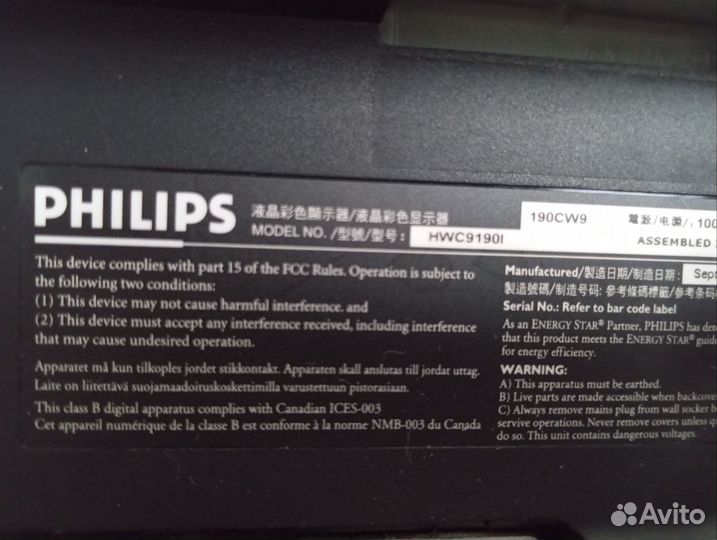 PHILIPS
液晶彩色顯示器/液晶彩色显示器
MODEL NO. /型號/型号: HWC9190I
190CW9 電源/电源/: 100
ASSEMBLED
This device complies with part 15 of the FCC Rules. Operation is subject to
the following two conditions:
(1) This device may not cause harmful interference. and
(2) This device must accept any interference received, including interference
that may cause undesired operation.
Apparatet må kun tilkoples jordet stikkontakt. Apparaten skall anslutas till jordat uttag.
Laite on liitettävä suojamaadoituskoskettimilla varustettuun pistorasiaan.
This class B digital apparatus complies with Canadian ICES-003
Cet appareil numérique de la classe B est conforme à la norme NMB-003 du Canada
Manufactured/製造日期/制造日期: Sept
製造號碼/制造号码: 參考條碼標籤/参考条码
Serial No.: Refer to bar code label
As an ENERGY STAR® Partner, PHILIPS has dete
that this product meets the ENERGY STAR® guide
for energy efficiency.
WARNING:
A) This apparatus must be earthed.
B) Live parts are made accessible when backcove
C) Always remove mains plug from wall socket b
servive operations. Never remove covers unless qu
do so. This unit contains dangerous voltages.
Avito